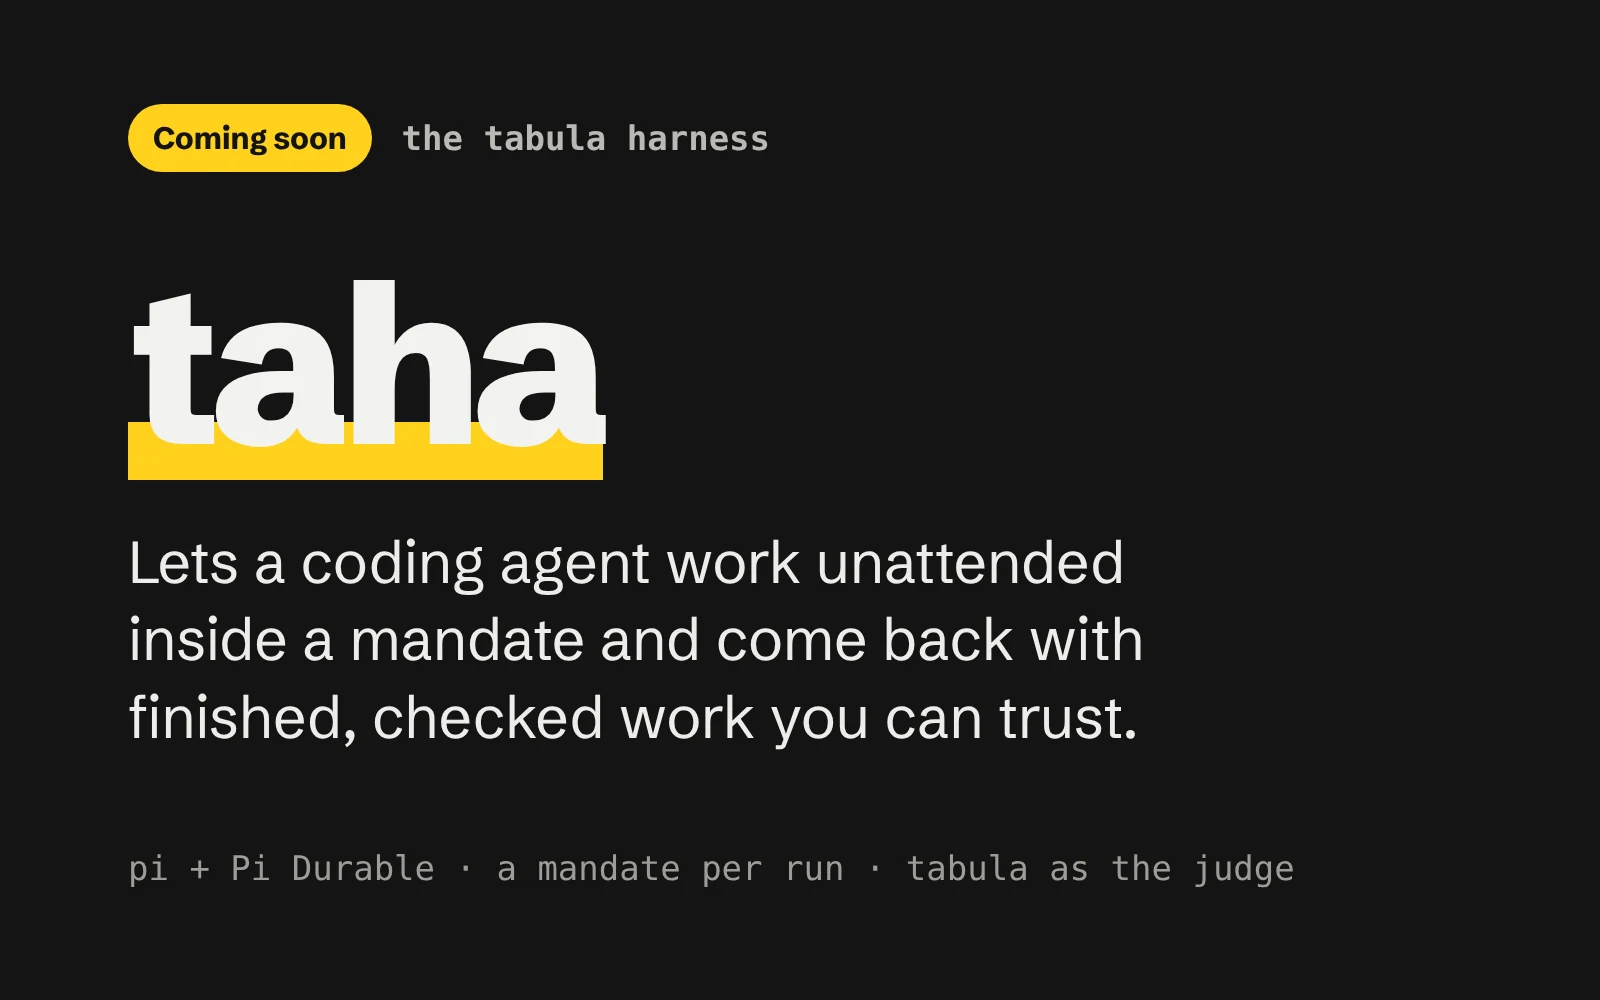 Coming soon the tabula harness
taha
Lets a coding agent work unattended
inside a mandate and come back with
finished, checked work you can trust.
pi + Pi Durable · a mandate per run · tabula as the judge